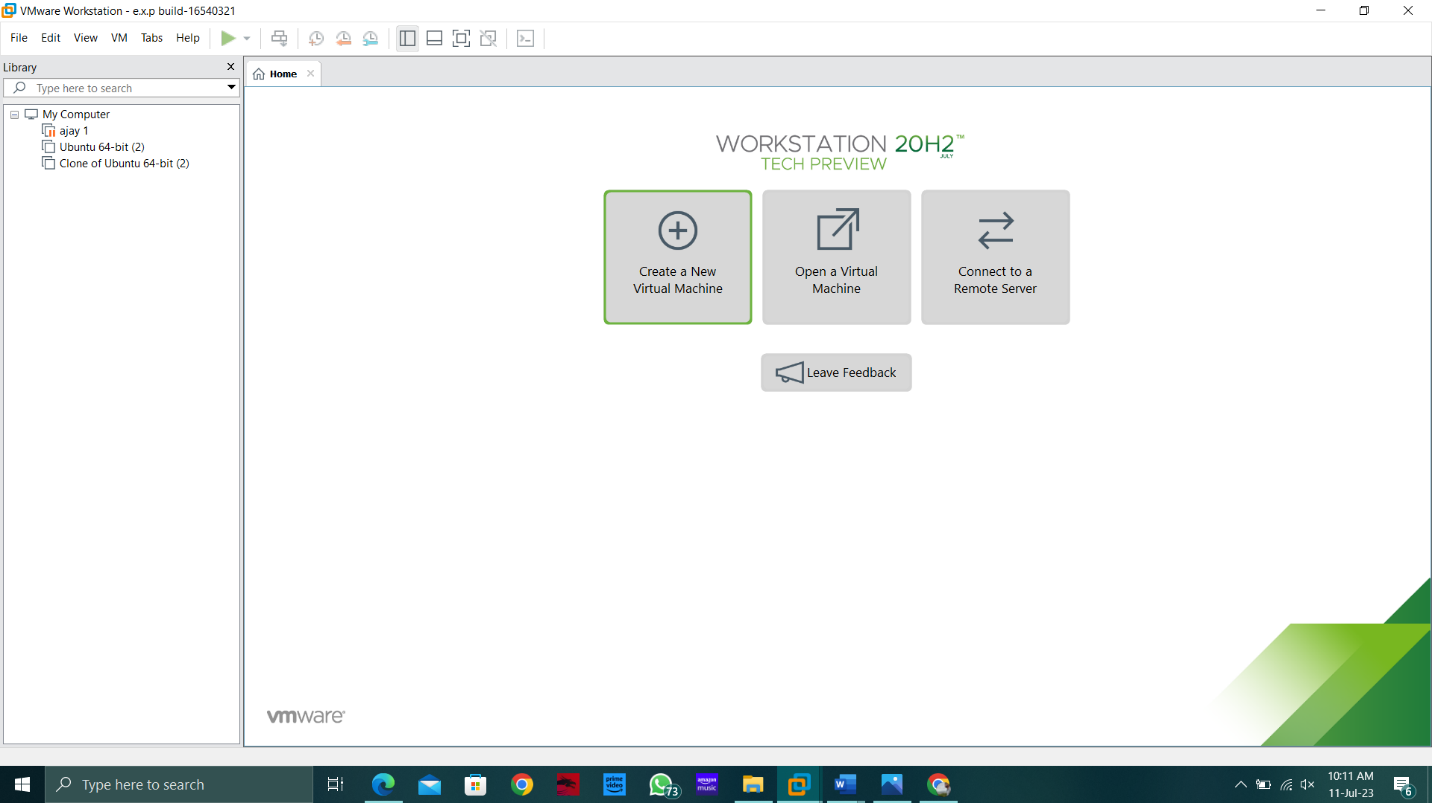 VMware Workstation - e.x.p build-16540321
File Edit View VM Tabs Help
Library
Type here to search
My Computer
ajay 1
Ubuntu 64-bit (2)
Clone of Ubuntu 64-bit (2)
Home
WORKSTATION 20H2™
JULY
TECH PREVIEW
Create a New
Virtual Machine
Open a Virtual
Machine
Connect to a
Remote Server
Leave Feedback
vmware®
Type here to search
prime
video
73
amazon
music
W
10:11 AM
11-Jul-23
6